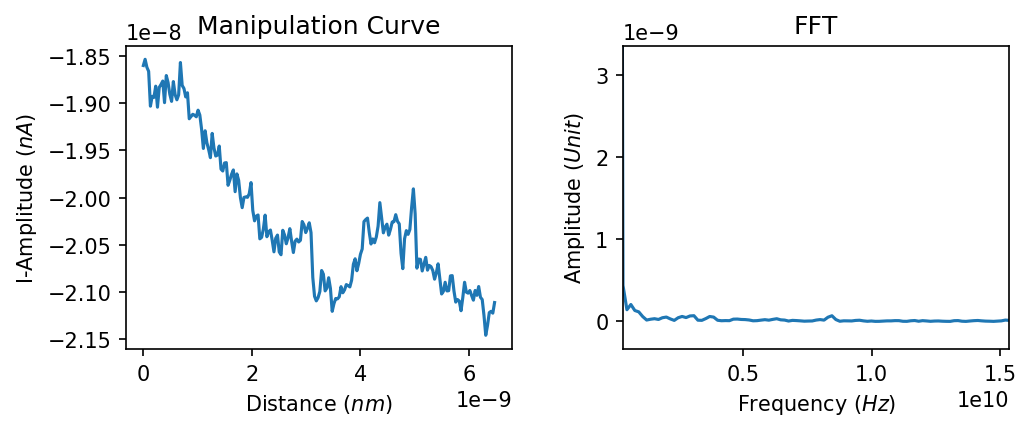 Manipulation Curve
1e−8
−1.85
−1.90
−1.95
−2.00
−2.05
−2.10
−2.15
I-Amplitude (nA)
0 2 4 6
1e−9
Distance (nm)
FFT
1e−9
3
2
1
0
Amplitude (Unit)
0.5 1.0 1.5
1e10
Frequency (Hz)